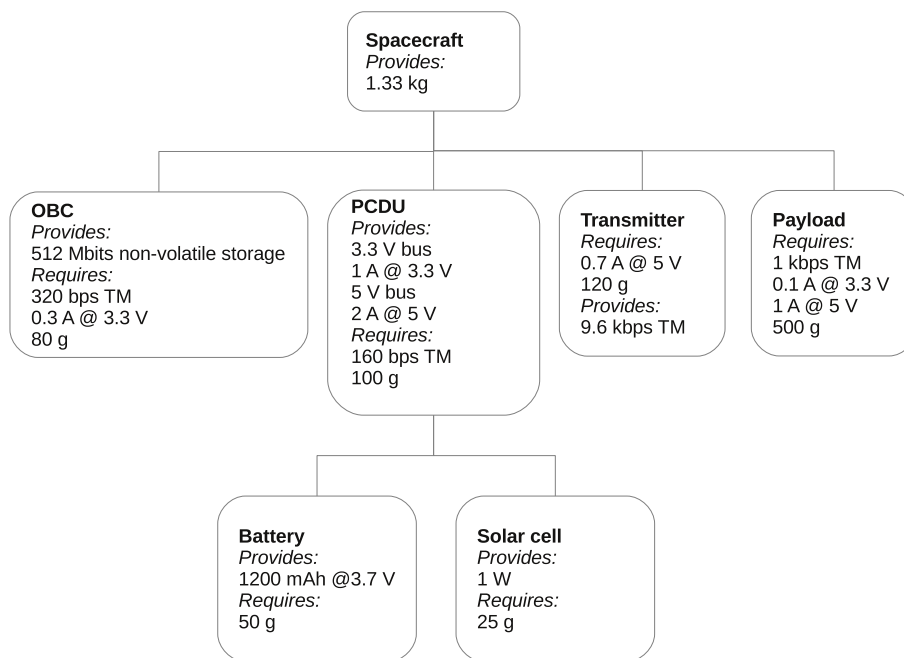 Spacecraft
Provides:
1.33 kg
OBC
Provides:
512 Mbits non-volatile storage
Requires:
320 bps TM
0.3 A @ 3.3 V
80 g
PCDU
Provides:
3.3 V bus
1 A @ 3.3 V
5 V bus
2 A @ 5 V
Requires:
160 bps TM
100 g
Transmitter
Requires:
0.7 A @ 5 V
120 g
Provides:
9.6 kbps TM
Payload
Requires:
1 kbps TM
0.1 A @ 3.3 V
1 A @ 5 V
500 g
Battery
Provides:
1200 mAh @3.7 V
Requires:
50 g
Solar cell
Provides:
1 W
Requires:
25 g